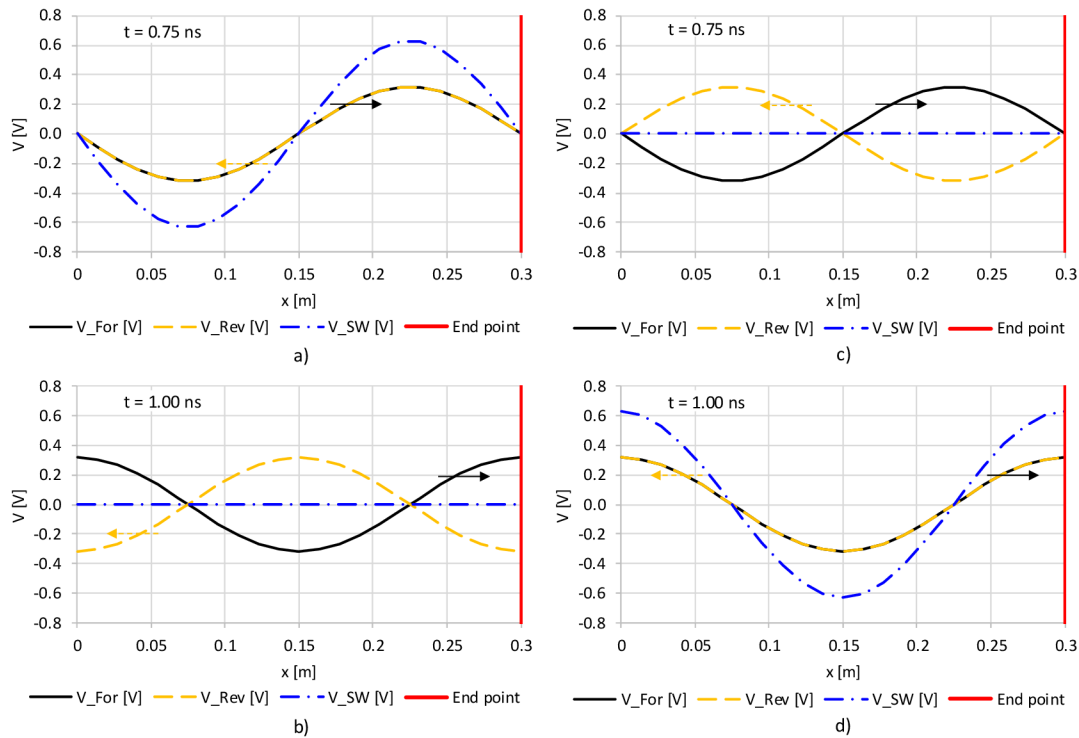 t = 0.75 ns
0.8
0.6
0.4
0.2
0.0
-0.2
-0.4
-0.6
-0.8
V [V]
0 0.05 0.1 0.15 0.2 0.25 0.3
x [m]
V_For [V] V_Rev [V] V_SW [V] End point
a)
t = 0.75 ns
0.8
0.6
0.4
0.2
0.0
-0.2
-0.4
-0.6
-0.8
V [V]
0 0.05 0.1 0.15 0.2 0.25 0.3
x [m]
V_For [V] V_Rev [V] V_SW [V] End point
c)
t = 1.00 ns
0.8
0.6
0.4
0.2
0.0
-0.2
-0.4
-0.6
-0.8
V [V]
0 0.05 0.1 0.15 0.2 0.25 0.3
x [m]
V_For [V] V_Rev [V] V_SW [V] End point
b)
t = 1.00 ns
0.8
0.6
0.4
0.2
0.0
-0.2
-0.4
-0.6
-0.8
V [V]
0 0.05 0.1 0.15 0.2 0.25 0.3
x [m]
V_For [V] V_Rev [V] V_SW [V] End point
d)